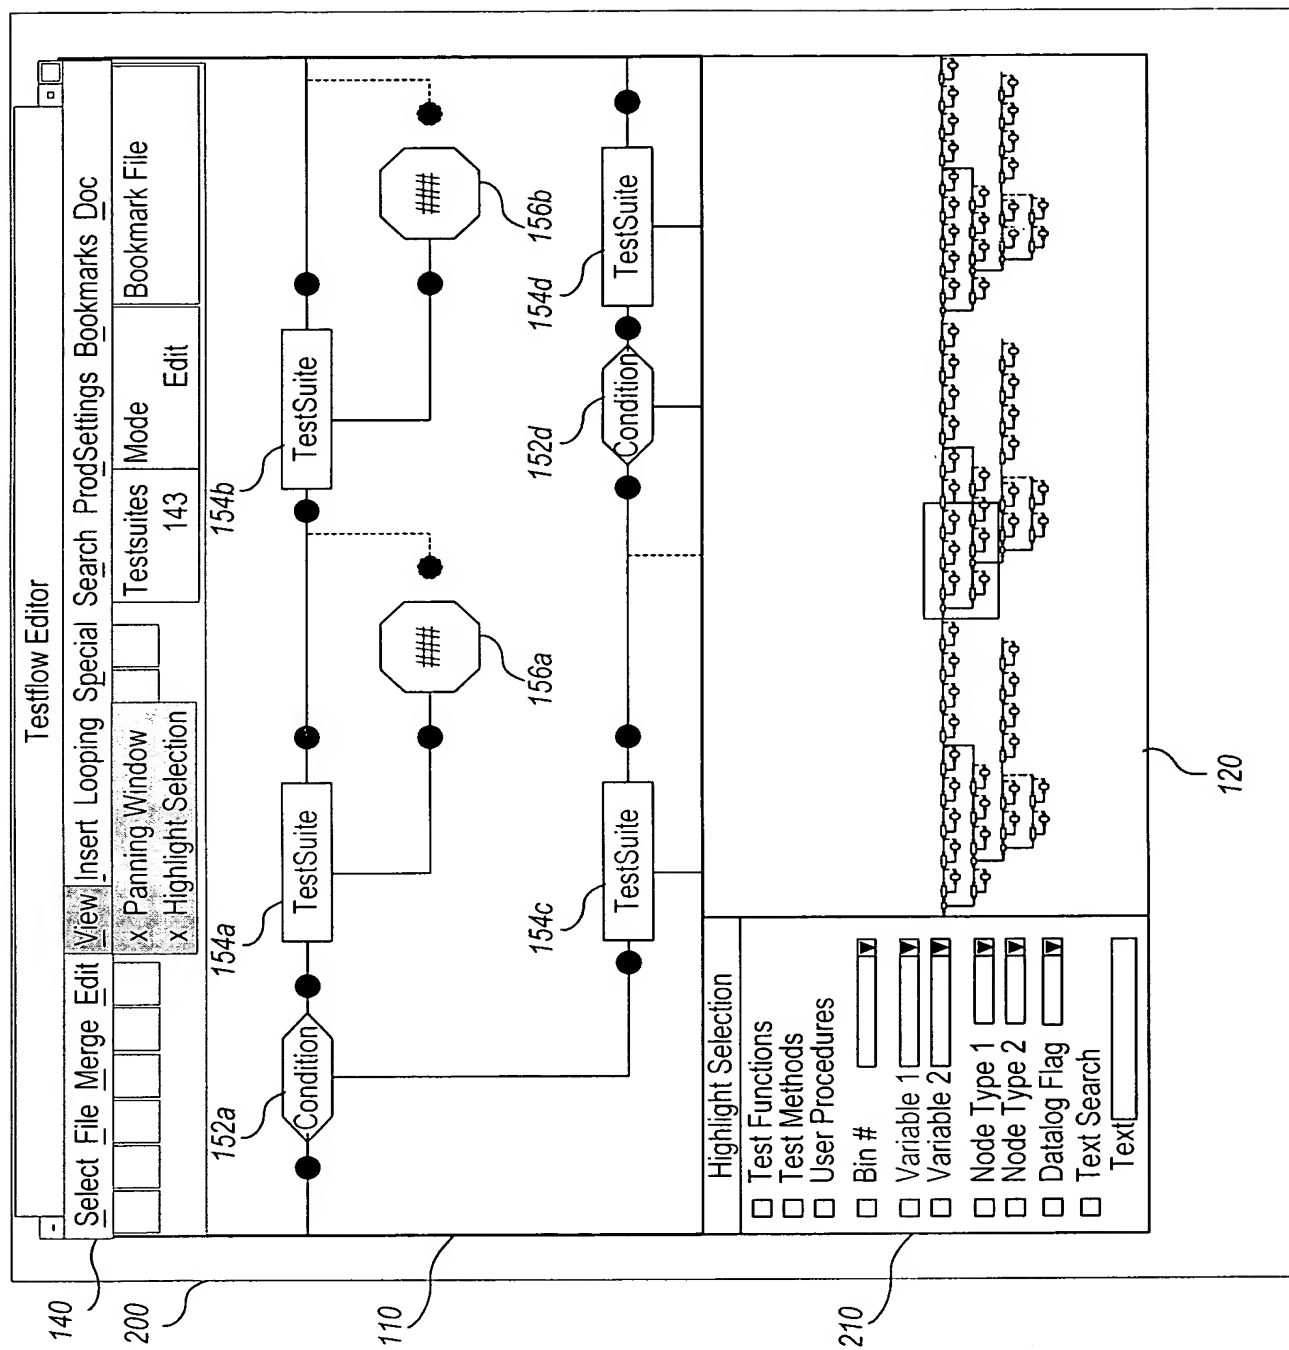 Testflow Editor
Select File Merge Edit View Insert Looping Special Search ProdSettings Bookmarks Doc
x Panning Window
x Highlight Selection
Testsuites
143
Mode
Edit
Bookmark File
140
200
152a
Condition
154a
TestSuite
156a
###
154b
TestSuite
156b
###
110
154c
TestSuite
152d
Condition
154d
TestSuite
Highlight Selection
Test Functions
Test Methods
User Procedures
Bin #
Variable 1
Variable 2
Node Type 1
Node Type 2
Datalog Flag
Text Search
Text
210
120